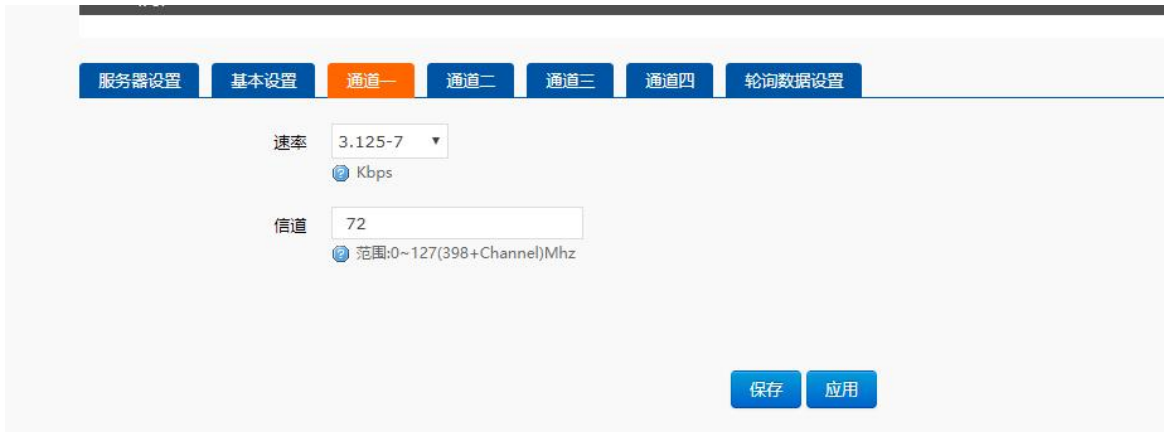 服务器设置 基本设置 通道一 通道二 通道三 通道四 轮询数据设置
速率 3.125-7
Kbps
信道 72
范围:0~127(398+Channel)Mhz
保存 应用